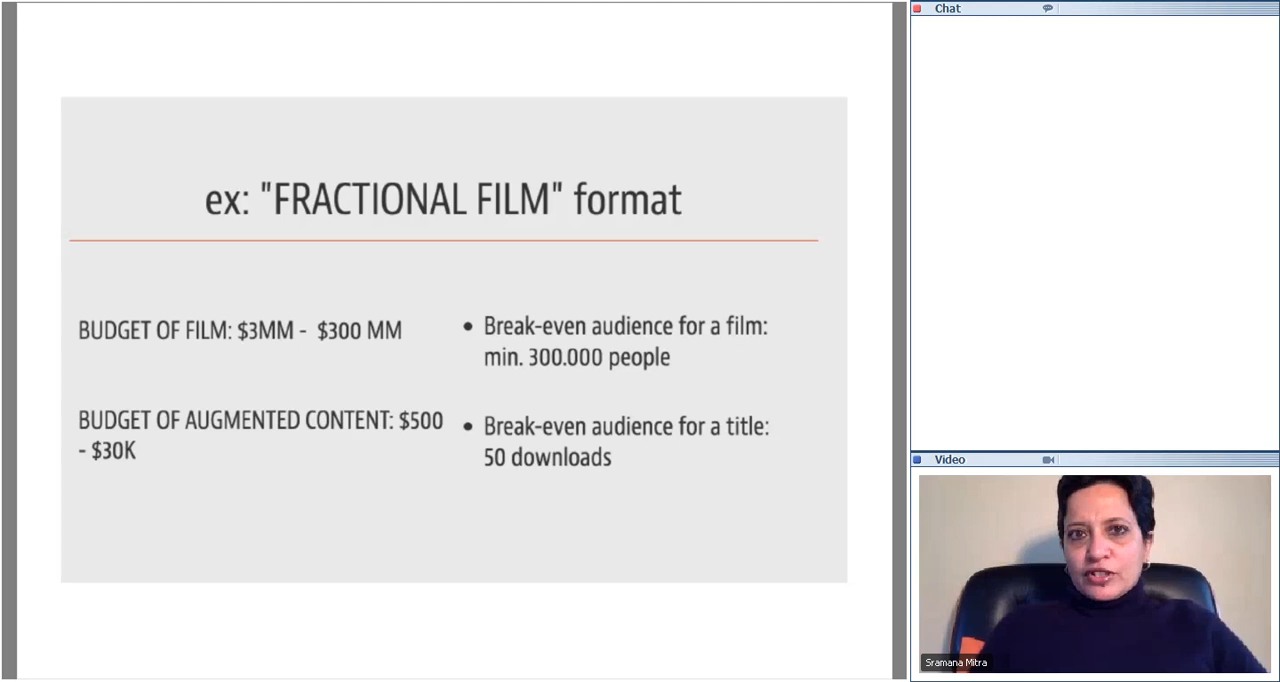 ex: "FRACTIONAL FILM" format
BUDGET OF FILM: $3MM -  $300 MM
BUDGET OF AUGMENTED CONTENT: $500
- $30K
• Break-even audience for a film:
min. 300.000 people
• Break-even audience for a title:
50 downloads
Chat
Video
Sramana Mitra